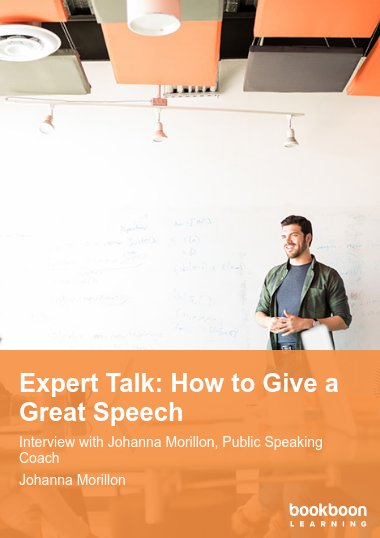 Expert Talk: How to Give a
Great Speech
Interview with Johanna Morillon, Public Speaking
Coach
Johanna Morillon
bookboon
LEARNING